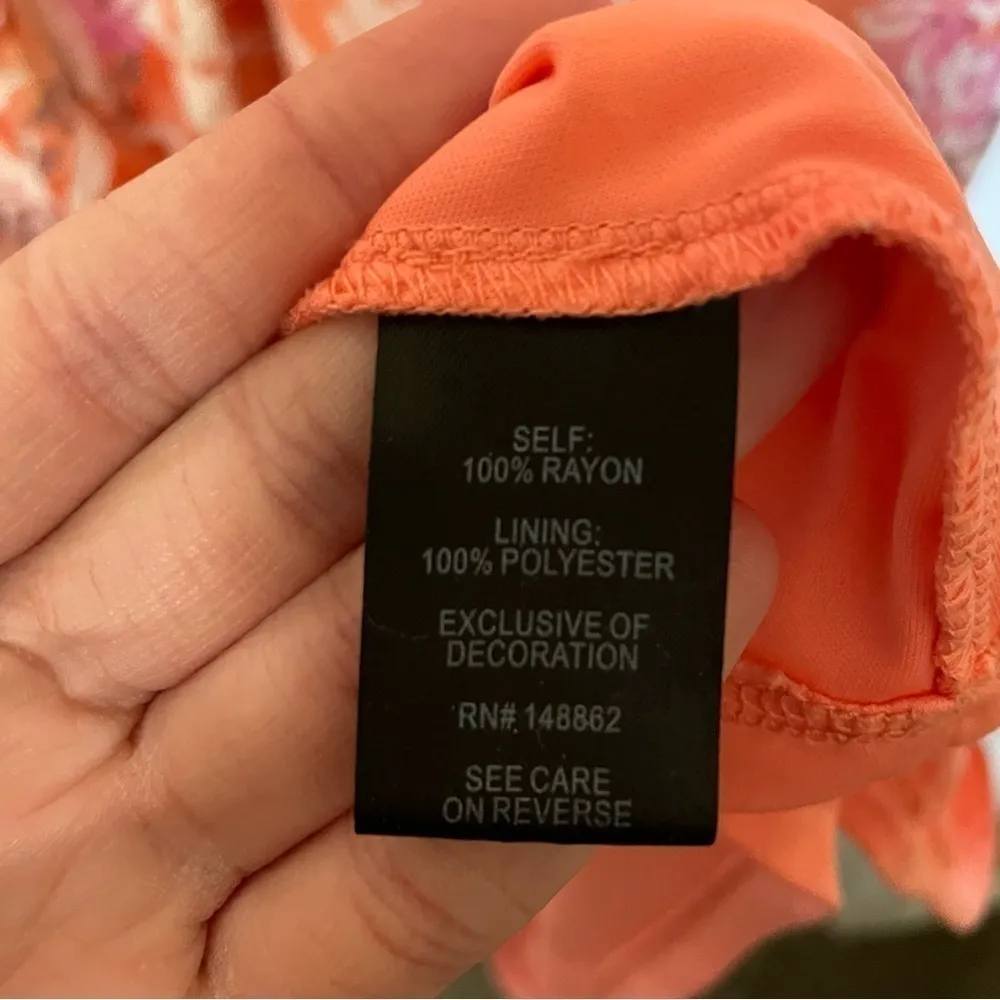 SELF:
100% RAYON
LINING:
100% POLYESTER
EXCLUSIVE OF
DECORATION
RN# 148862
SEE CARE
ON REVERSE